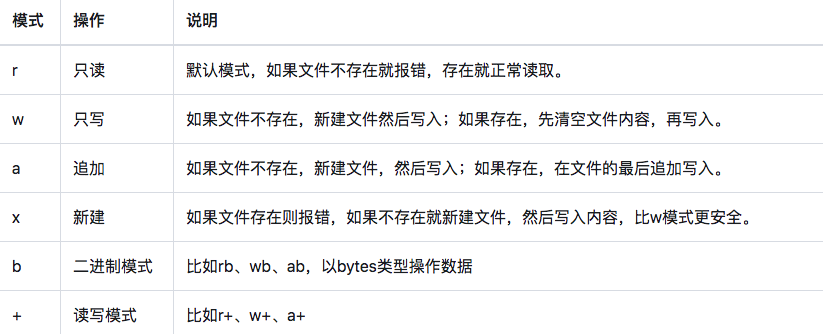 模式 操作 说明
r 只读 默认模式，如果文件不存在就报错，存在就正常读取。
w 只写 如果文件不存在，新建文件然后写入；如果存在，先清空文件内容，再写入。
a 追加 如果文件不存在，新建文件，然后写入；如果存在，在文件的最后追加写入。
x 新建 如果文件存在则报错，如果不存在就新建文件，然后写入内容，比w模式更安全。
b 二进制模式 比如rb、wb、ab，以bytes类型操作数据
+ 读写模式 比如r+、w+、a+